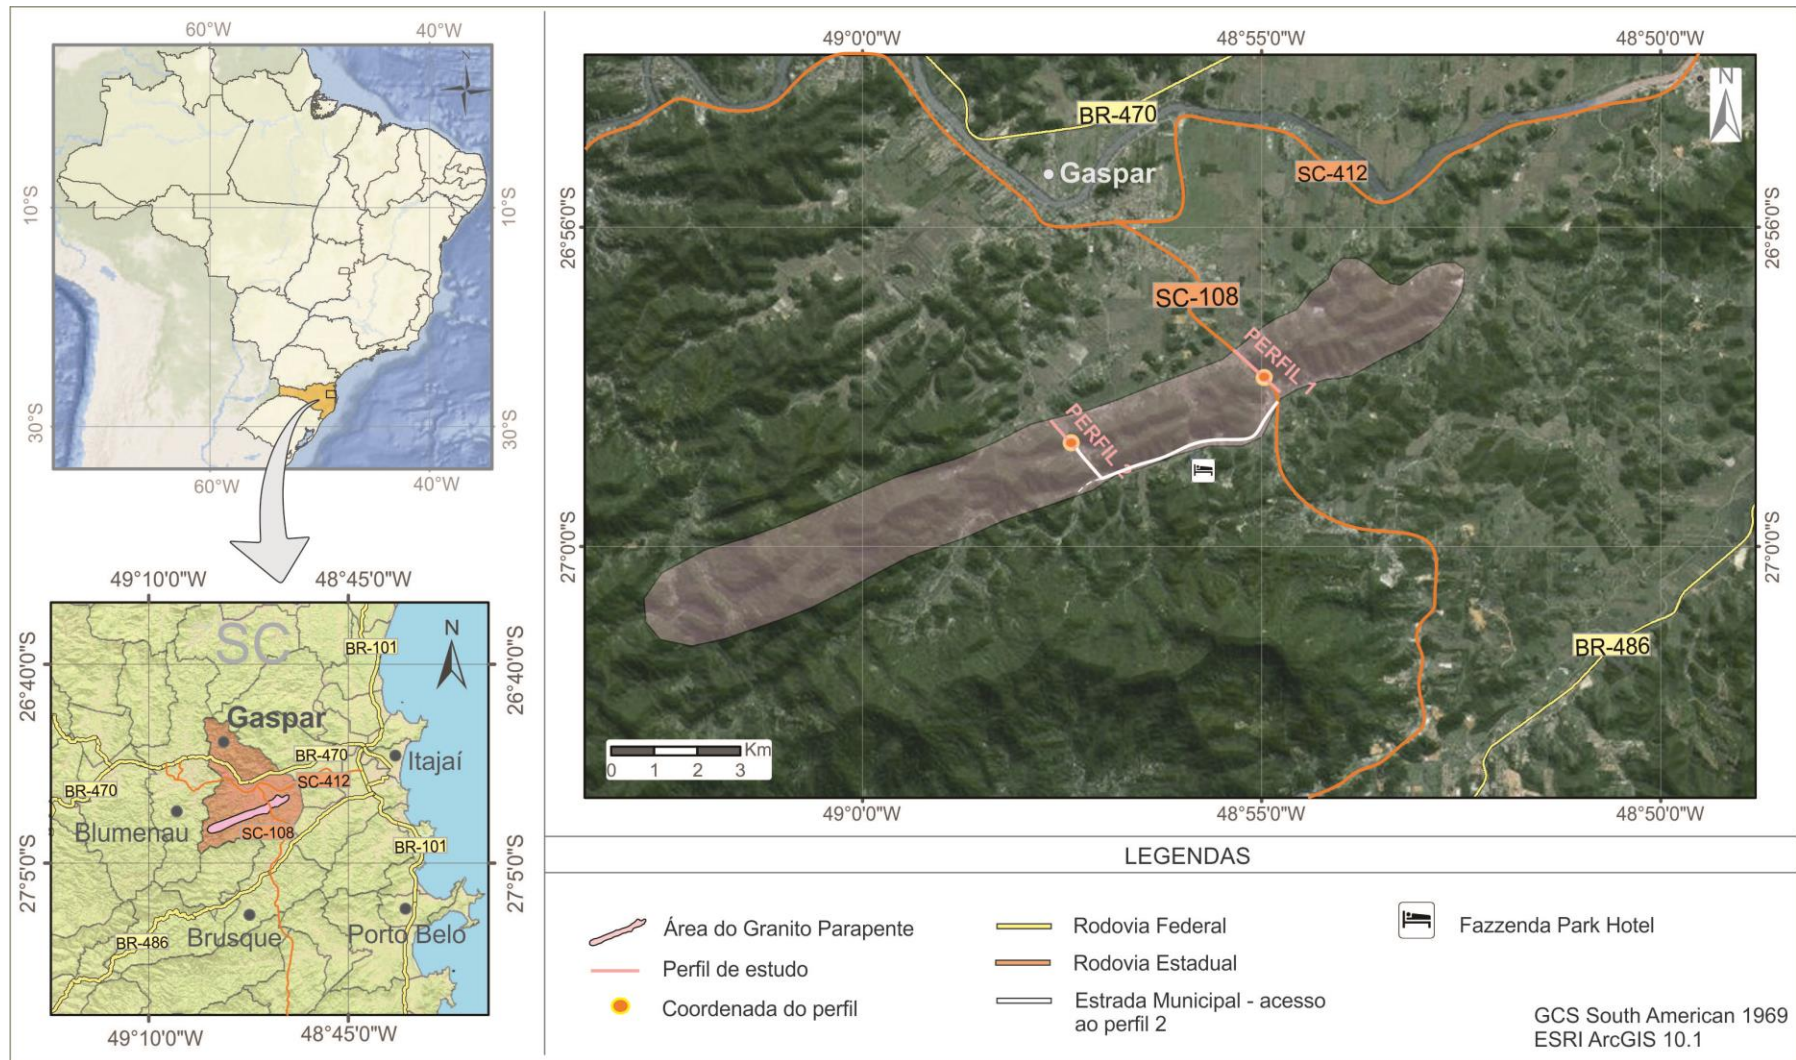 60°W
40°W
N
10°S
10°S
30°S
30°S
60°W
40°W
49°10'0"W
48°45'0"W
SC
N
BR-101
26°40'0"S
26°40'0"S
Gaspar
BR-470
Itajaí
SC-412
BR-470
Blumenau
SC-108
BR-101
27°5'0"S
27°5'0"S
BR-486
Brusque
Porto Belo
49°10'0"W
48°45'0"W
49°0'0"W
48°55'0"W
48°50'0"W
N
BR-470
Gaspar
SC-412
26°56'0"S
26°56'0"S
SC-108
PERFIL 1
PERFIL 2
27°0'0"S
27°0'0"S
BR-486
Km
0 1 2 3
49°0'0"W
48°55'0"W
48°50'0"W
LEGENDAS
Área do Granito Parapente
Perfil de estudo
Coordenada do perfil
Rodovia Federal
Rodovia Estadual
Estrada Municipal - acesso
ao perfil 2
Fazzenda Park Hotel
GCS South American 1969
ESRI ArcGIS 10.1